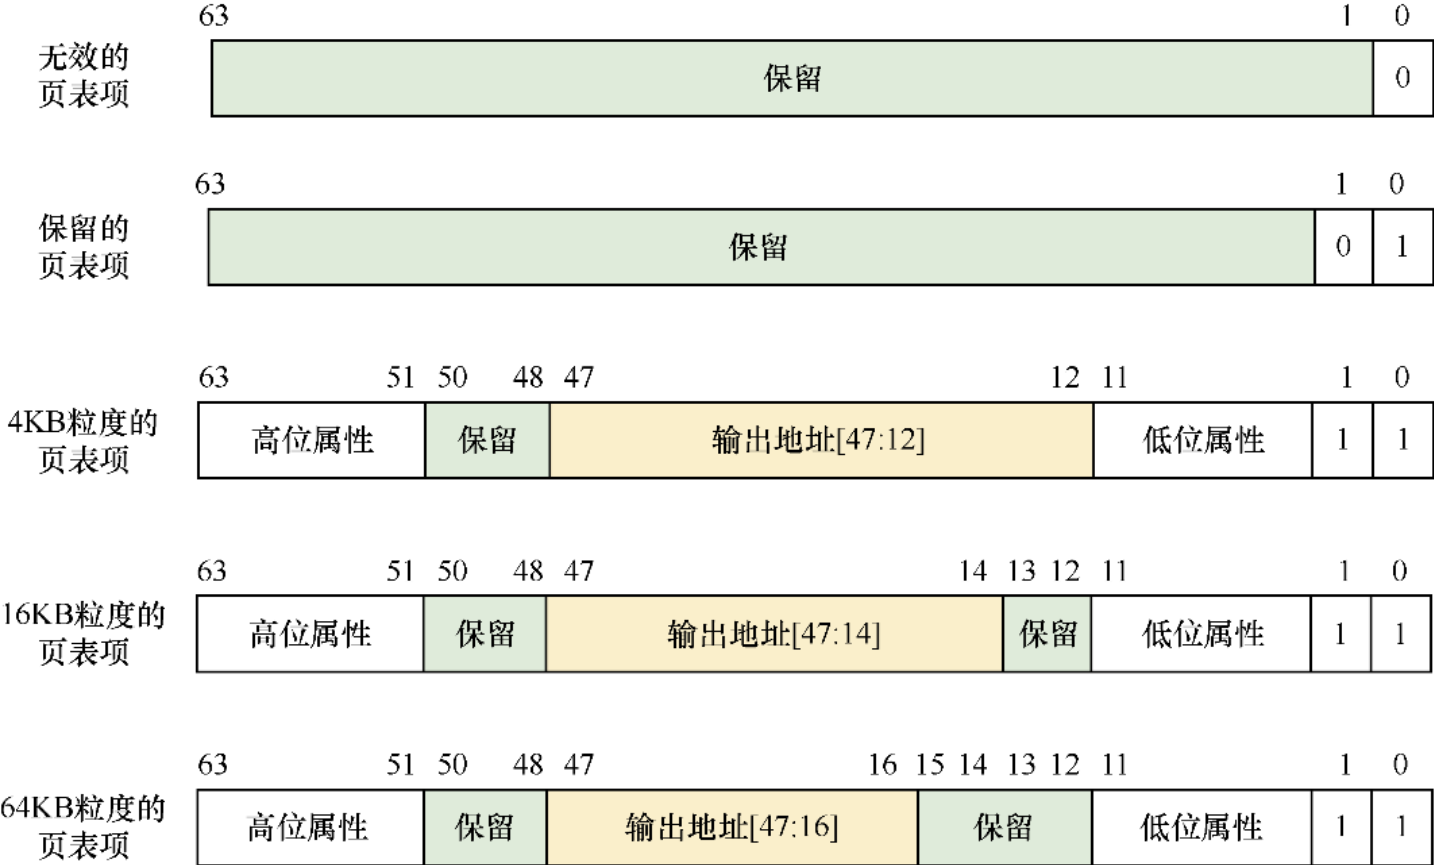 63 1 0
无效的
页表项
保留 0
63 1 0
保留的
页表项
保留 0 1
63 51 50 48 47 12 11 1 0
4KB粒度的
页表项
高位属性 保留 输出地址[47:12] 低位属性 1 1
63 51 50 48 47 14 13 12 11 1 0
16KB粒度的
页表项
高位属性 保留 输出地址[47:14] 保留 低位属性 1 1
63 51 50 48 47 16 15 14 13 12 11 1 0
64KB粒度的
页表项
高位属性 保留 输出地址[47:16] 保留 低位属性 1 1